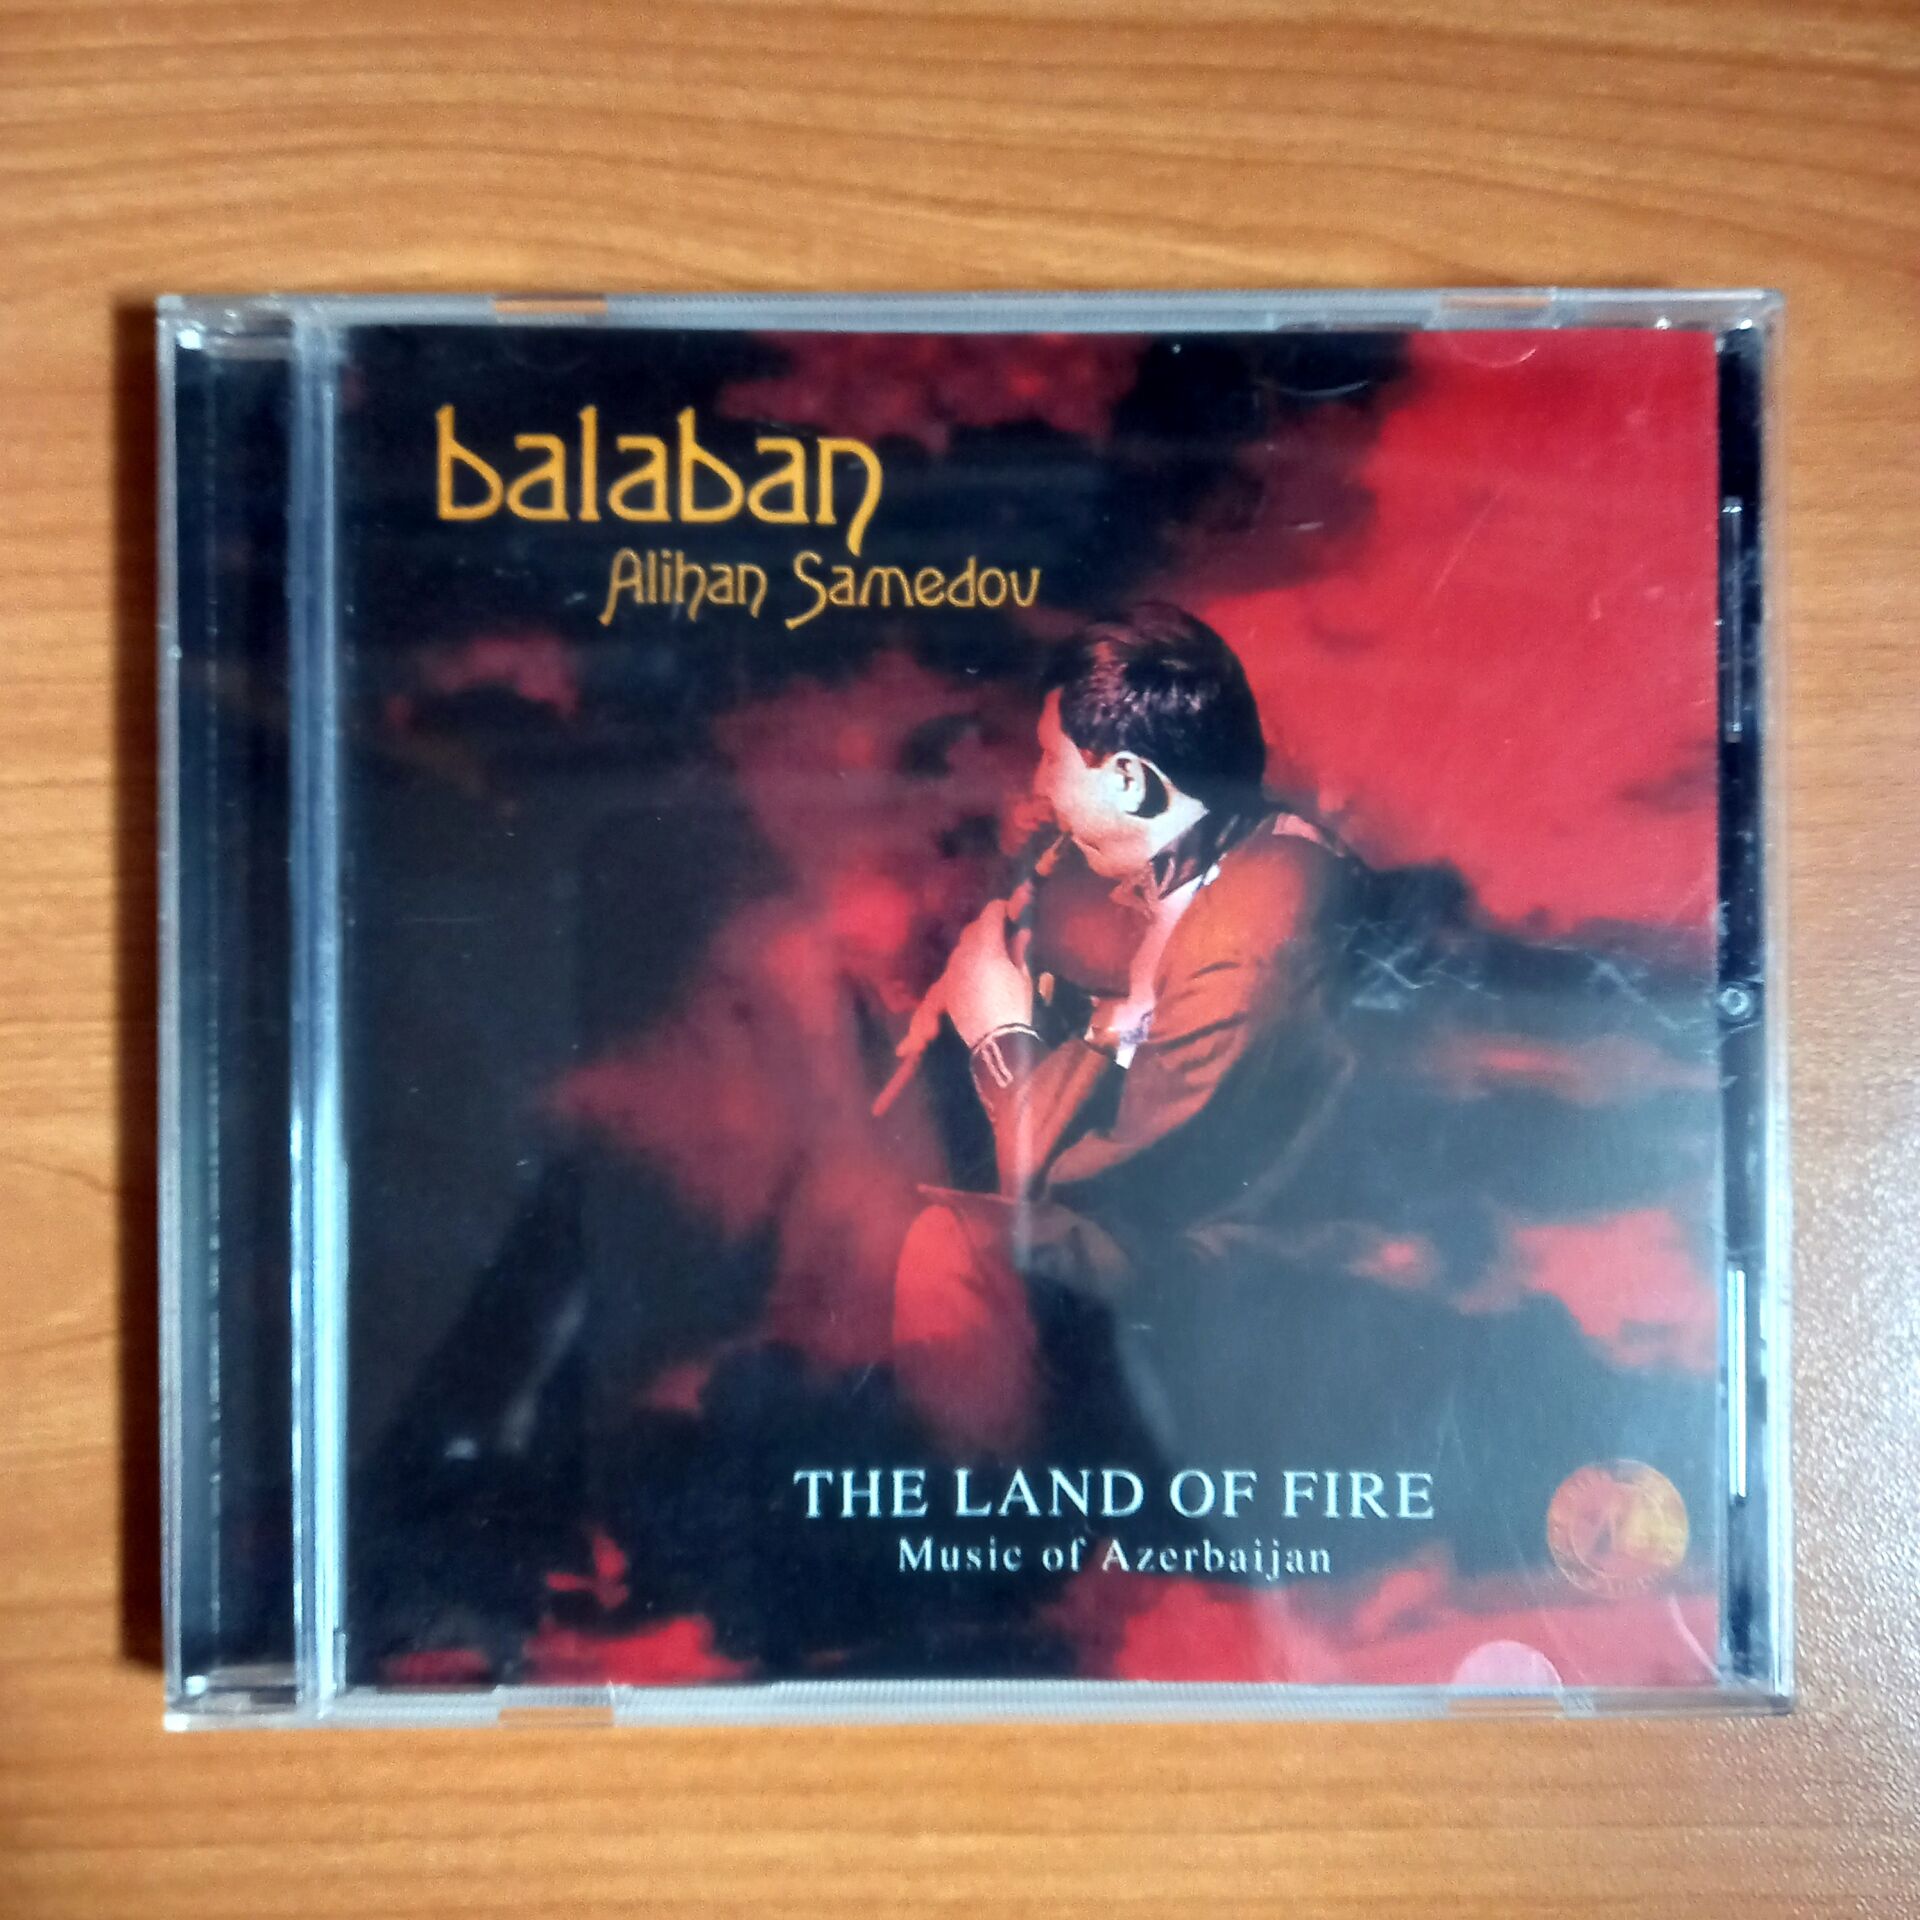 balaban
Alihan Samedov
THE LAND OF FIRE
Music of Azerbaijan